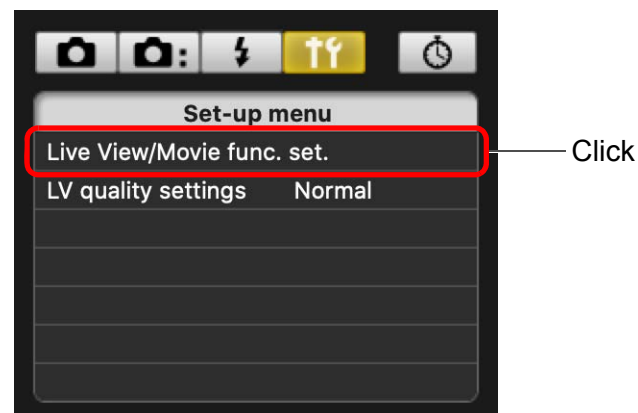 Set-up menu
Live View/Movie func. set.
Click
LV quality settings Normal